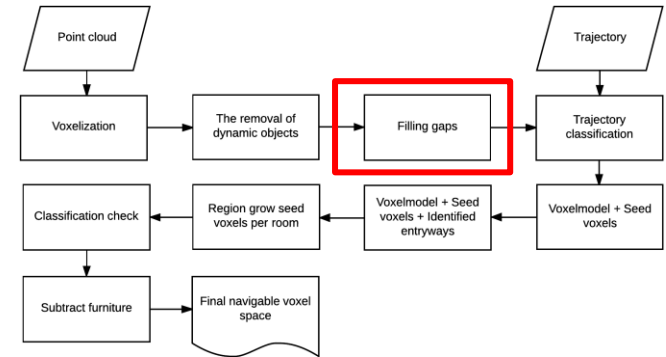 Point cloud
Trajectory
Voxelization
The removal of
dynamic objects
Filling gaps
Trajectory
classification
Classification check
Region grow seed
voxels per room
Voxelmodel + Seed
voxels + Identified
entryways
Voxelmodel + Seed
voxels
Subtract furniture
Final navigable voxel
space